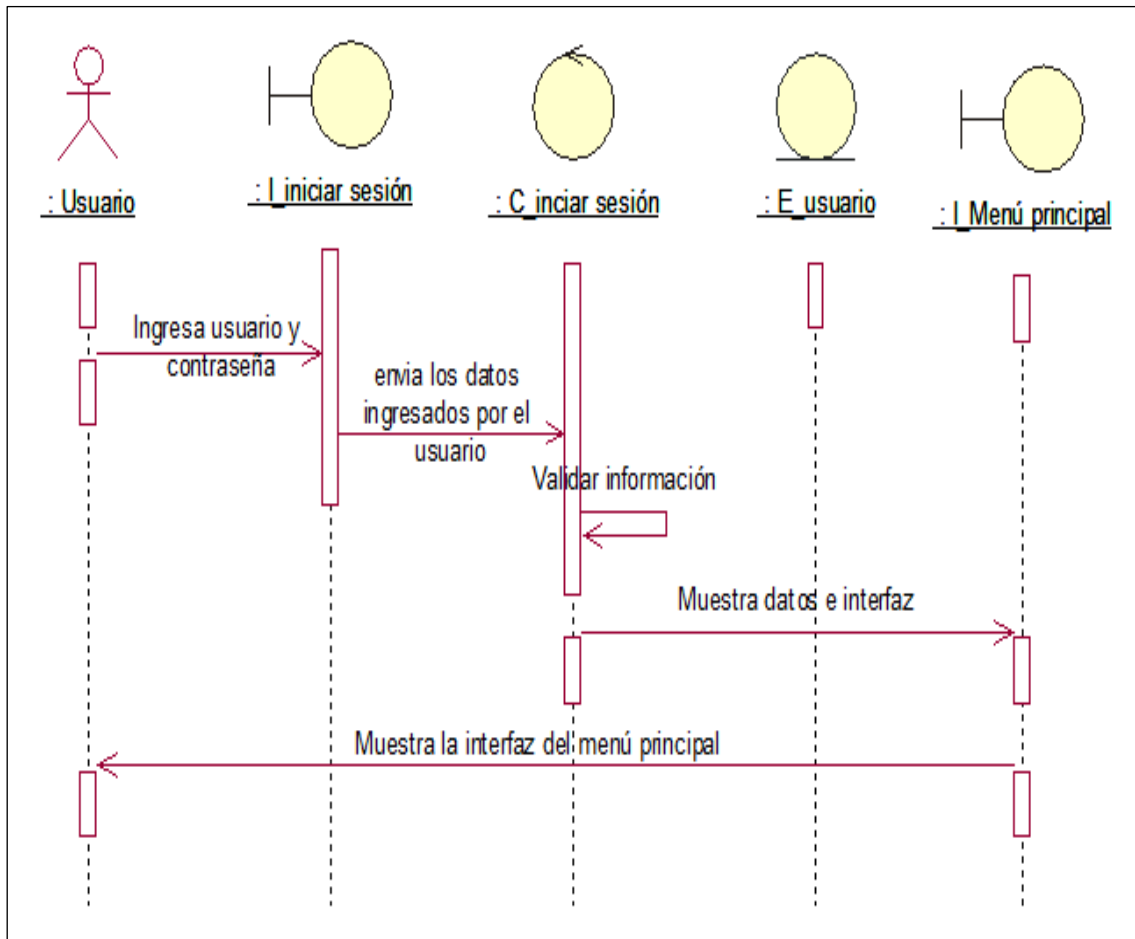 : Usuario
: I_iniciar sesión
: C_inciar sesión
: E_usuario
: I_Menú principal
Ingresa usuario y
contraseña
envia los datos
ingresados por el
usuario
Validar información
Muestra datos e interfaz
Muestra la interfaz del menú principal